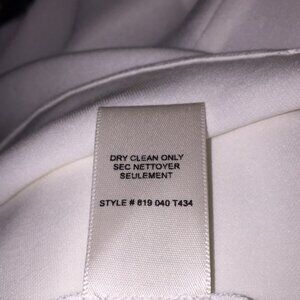 DRY CLEAN ONLY
SEC NETTOYER
SEULEMENT
STYLE # 819 040 T434